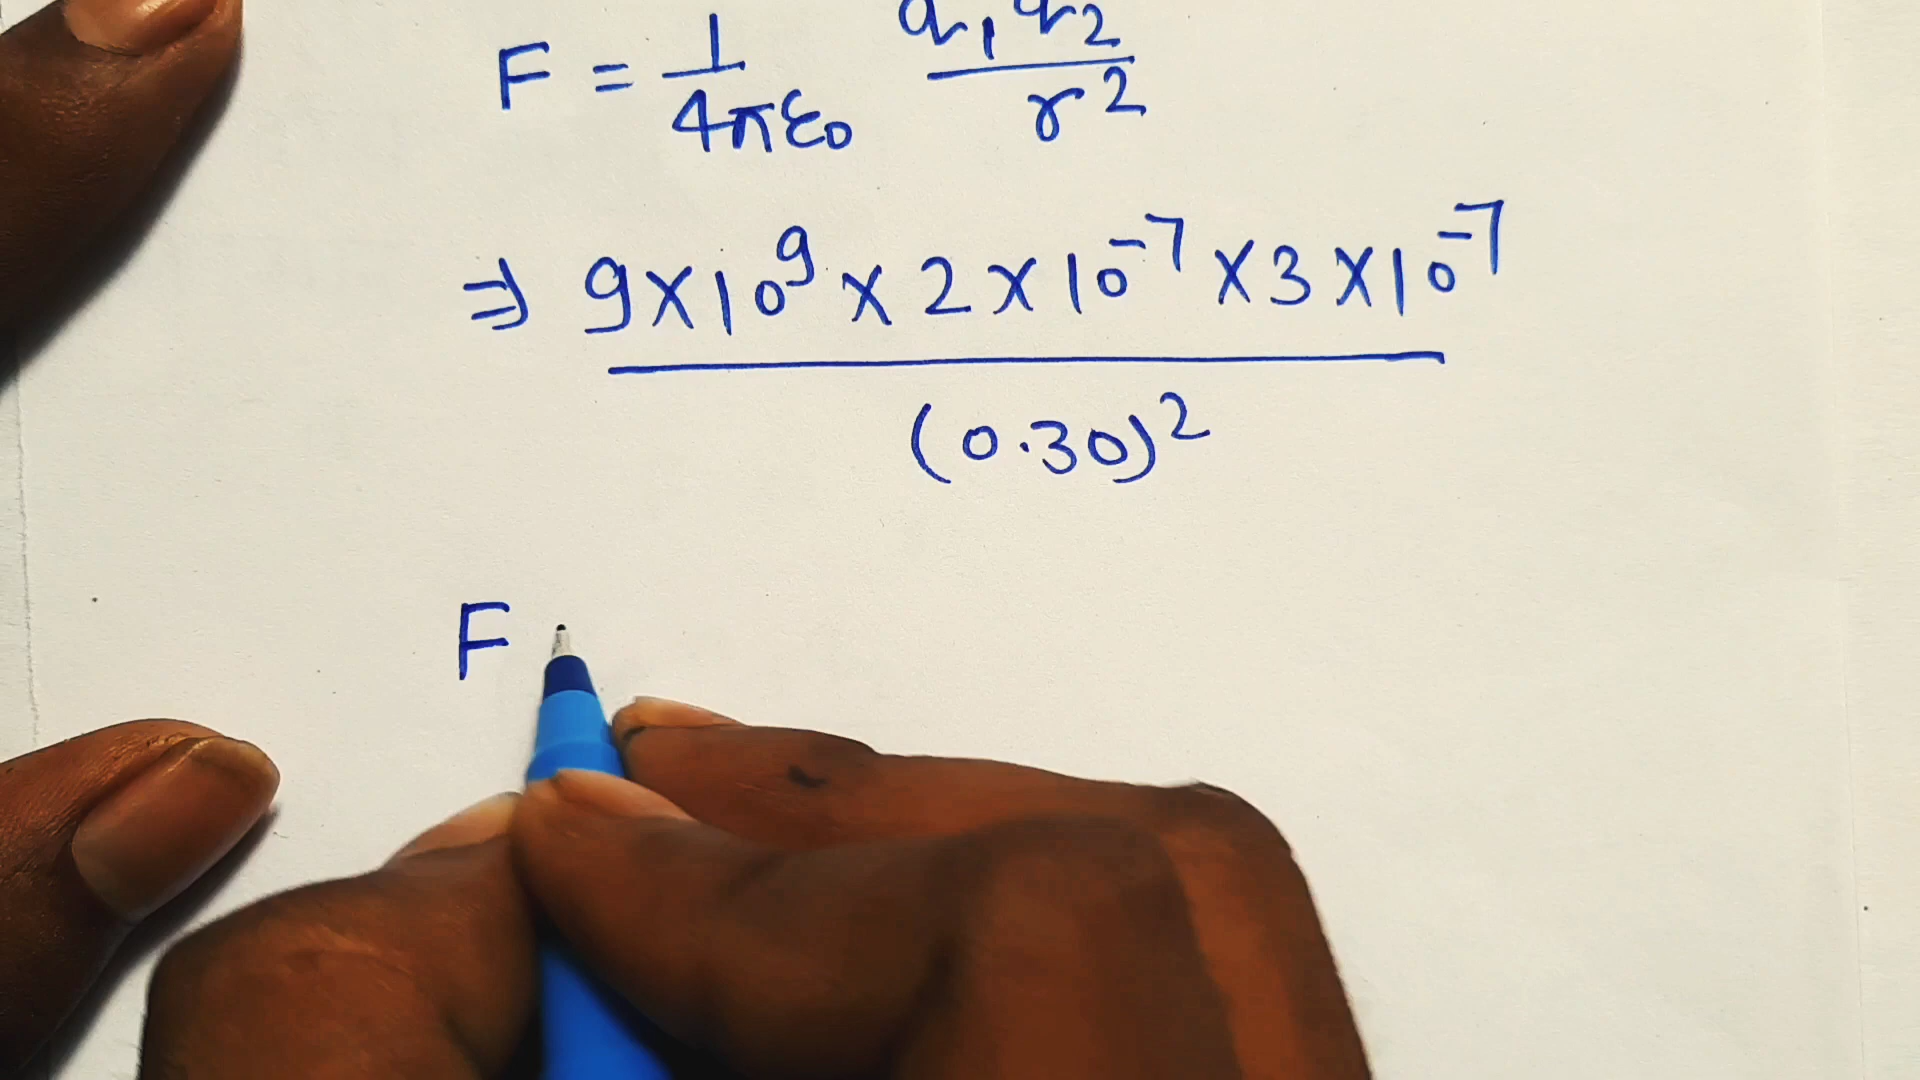 F = 1/4πε₀ q₁q₂/r²
⇒ 9×10⁹ × 2×10⁻⁷ ×3×10⁻⁷
(0.30)²
F